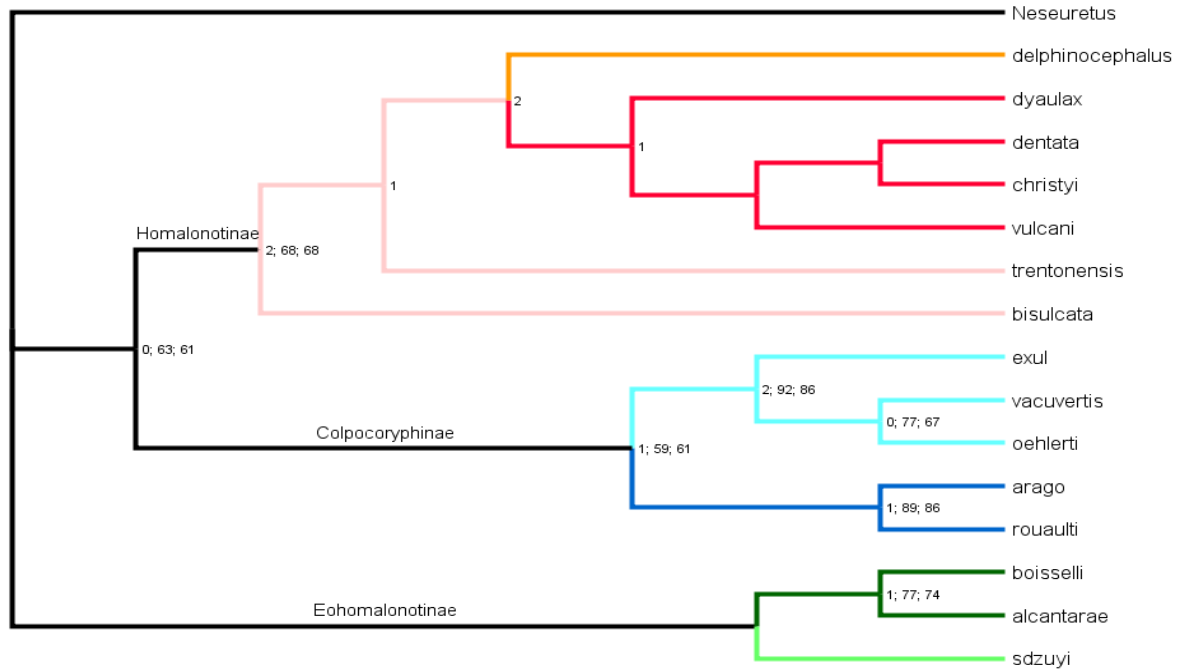 Neseuretus
delphinocephalus
2
dyaulax
dentata
1
christyi
1
vulcani
Homalonotinae
2; 68; 68
trentonensis
bisulcata
0; 63; 61
exul
2; 92; 86
vacuvertis
0; 77; 67
Colpocoryphinae
oehlerti
1; 59; 61
arago
1; 89; 86
rouaulti
boisselli
1; 77; 74
Eohomalonotinae
alcantarae
sdzuyi